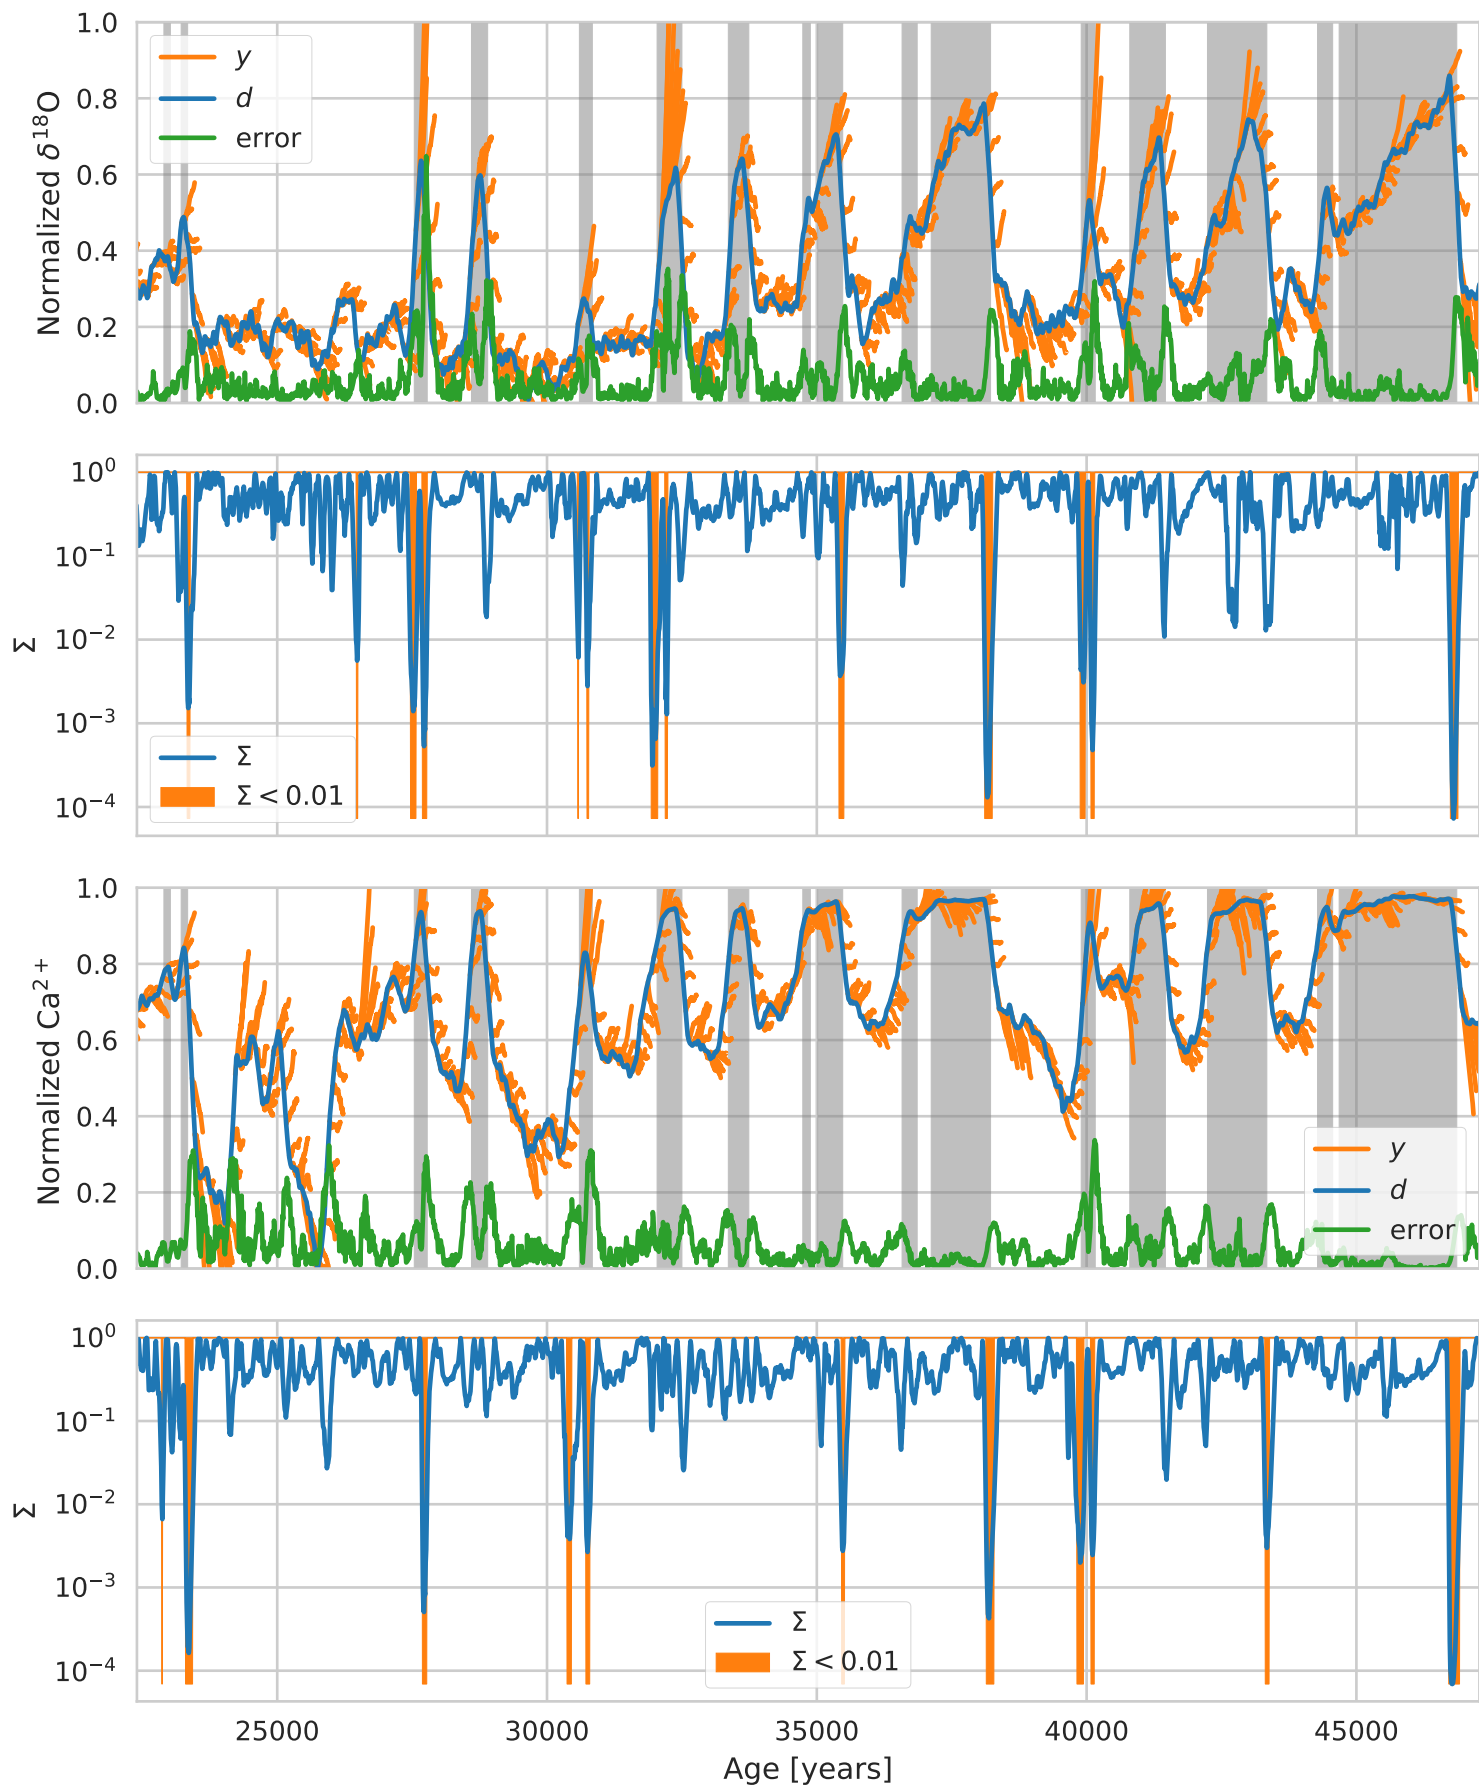 1.0
0.8
0.6
0.4
0.2
0.0
Normalized δ¹⁸O
y
d
error
10⁰
10⁻¹
10⁻²
10⁻³
10⁻⁴
Σ
Σ
Σ < 0.01
1.0
0.8
0.6
0.4
0.2
0.0
Normalized Ca²⁺
y
d
error
10⁰
10⁻¹
10⁻²
10⁻³
10⁻⁴
Σ
Σ
Σ < 0.01
25000 30000 35000 40000 45000
Age [years]